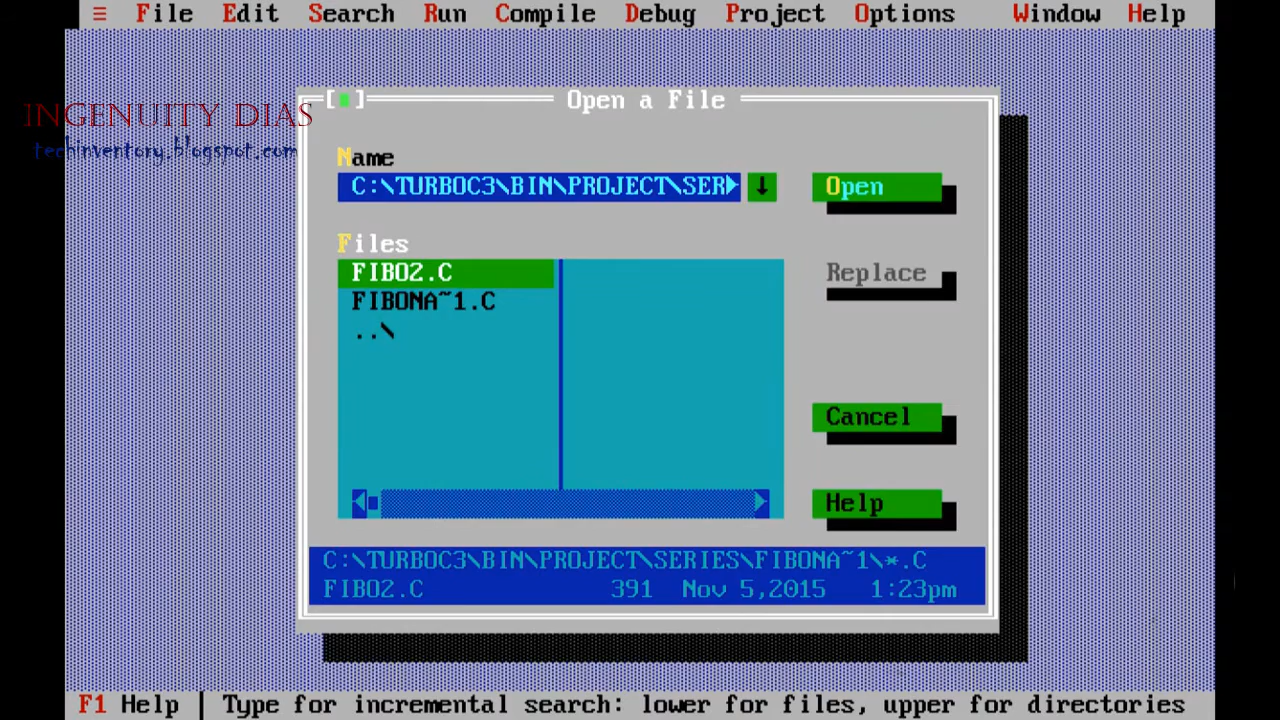 ≡ File Edit Search Run Compile Debug Project Options Window Help
[■] Open a File
INGENUITY DIAS
techinventory.blogspot.com
Name
C:\TURBOC3\BIN\PROJECT\SER► ↓ Open
Files
FIBO2.C
Replace
FIBONA~1.C
..\
Cancel
Help
C:\TURBOC3\BIN\PROJECT\SERIES\FIBONA~1\*.C
FIBO2.C 391 Nov 5,2015 1:23pm
F1 Help │ Type for incremental search: lower for files, upper for directories